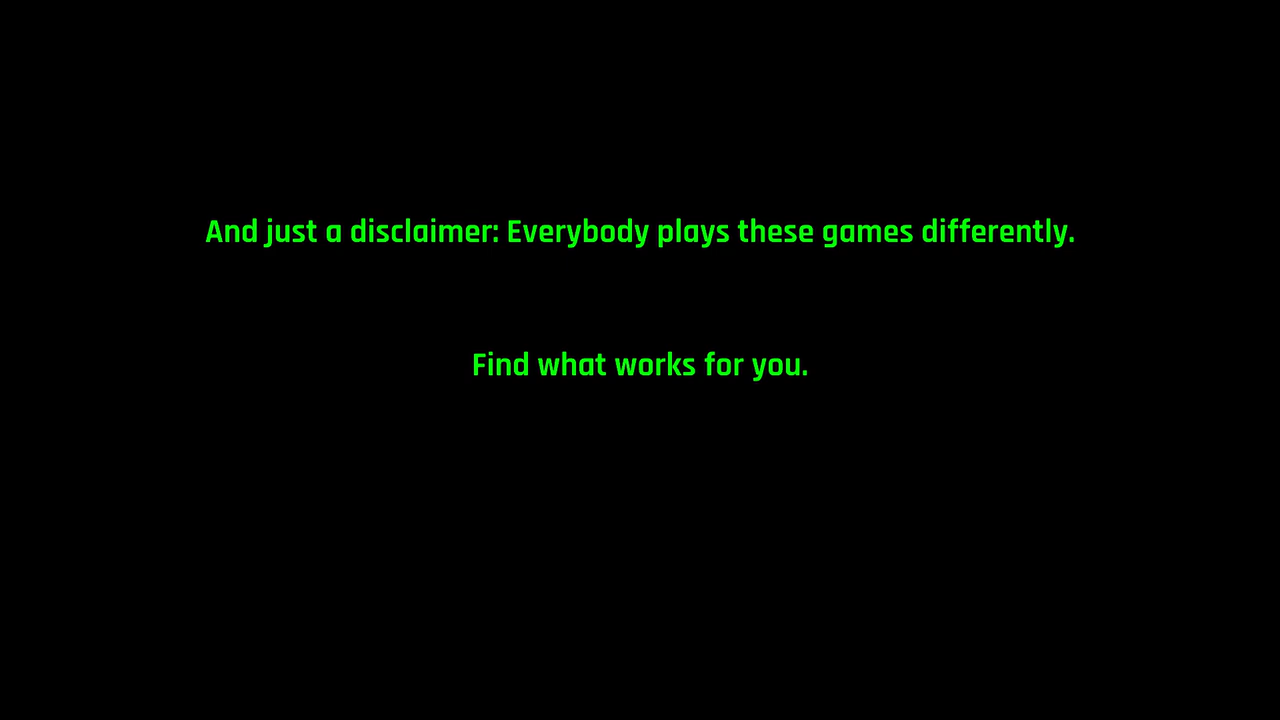 And just a disclaimer: Everybody plays these games differently.
Find what works for you.